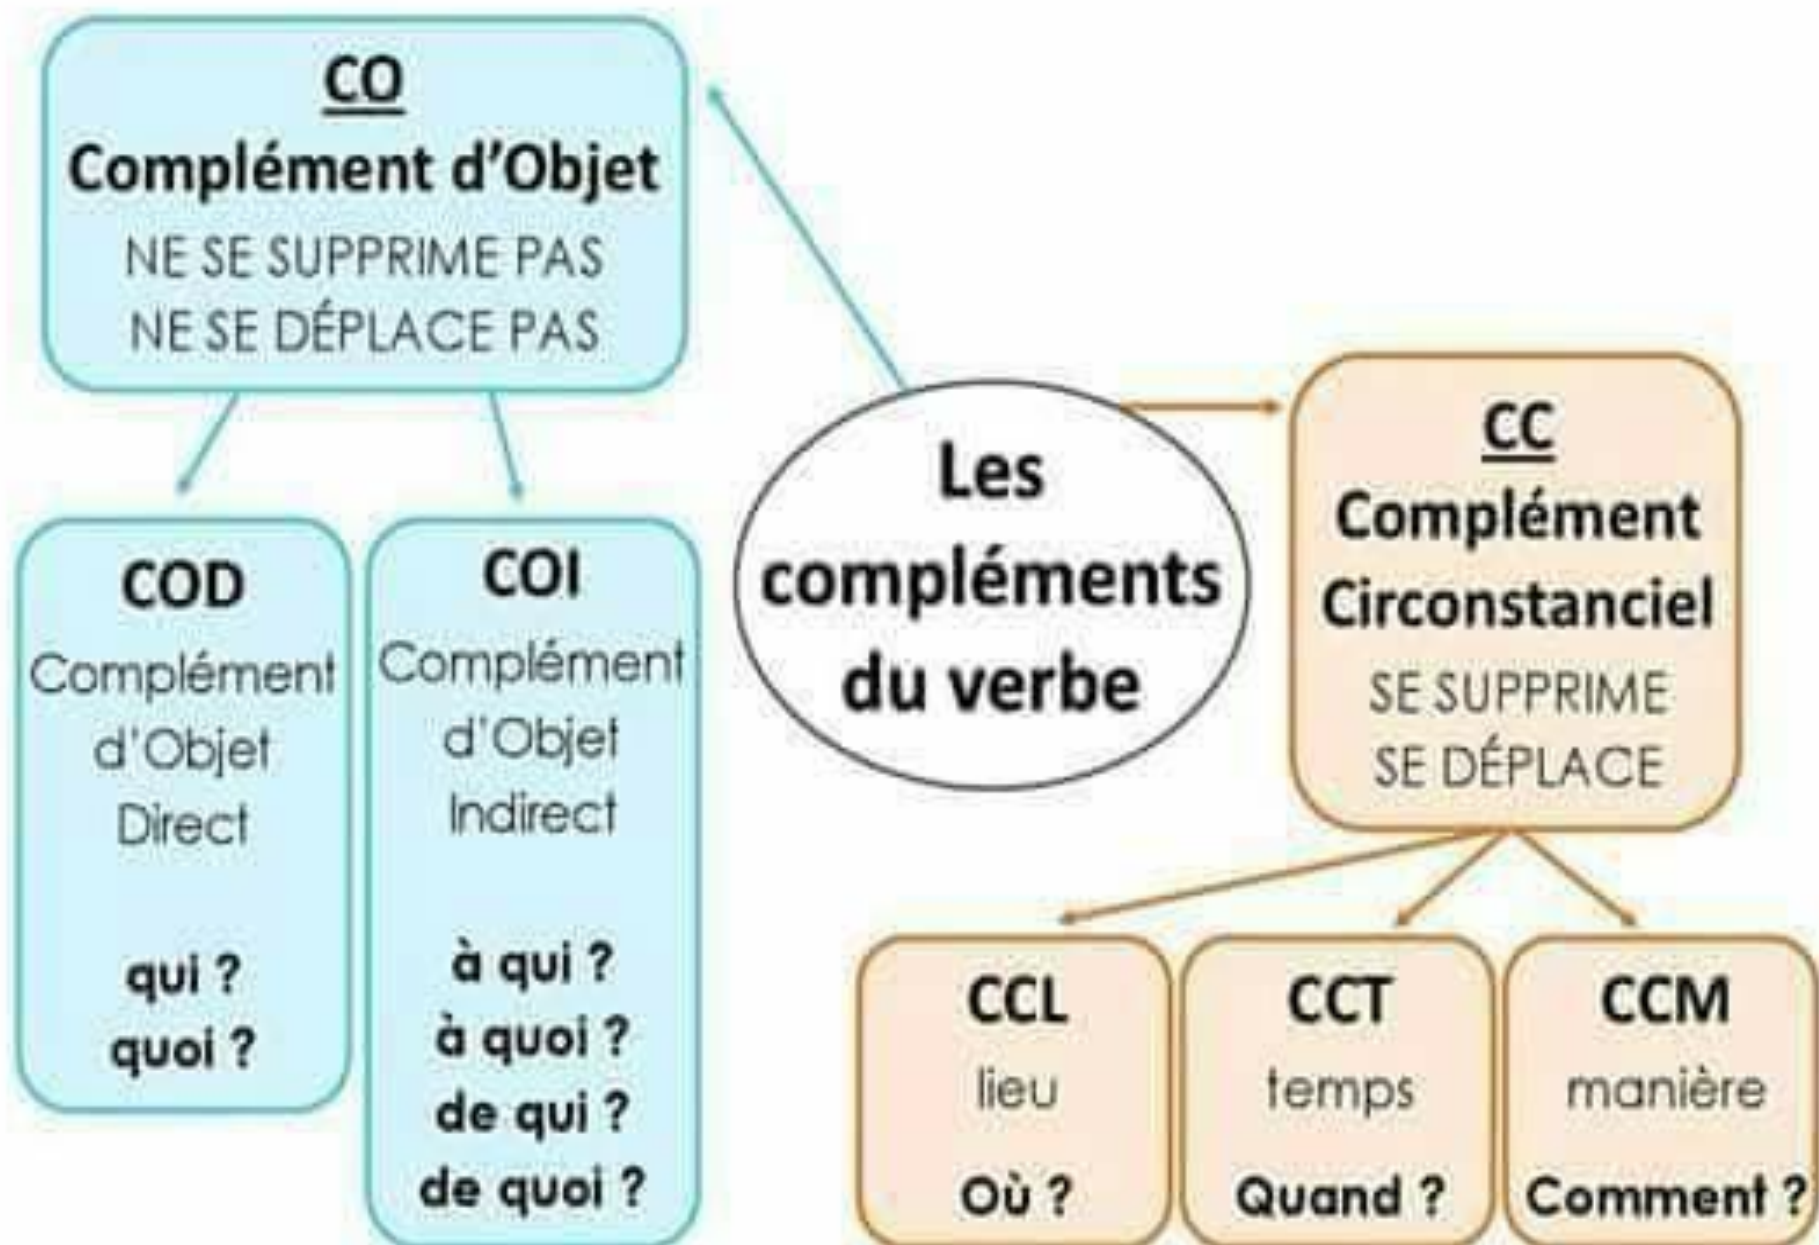 CO
Complément d'Objet
NE SE SUPPRIME PAS
NE SE DÉPLACE PAS
COD
Complément
d'Objet
Direct
qui ?
quoi ?
COI
Complément
d'Objet
Indirect
à qui ?
à quoi ?
de qui ?
de quoi ?
Les
compléments
du verbe
CC
Complément
Circonstanciel
SE SUPPRIME
SE DÉPLACE
CCL
lieu
Où ?
CCT
temps
Quand ?
CCM
manière
Comment ?